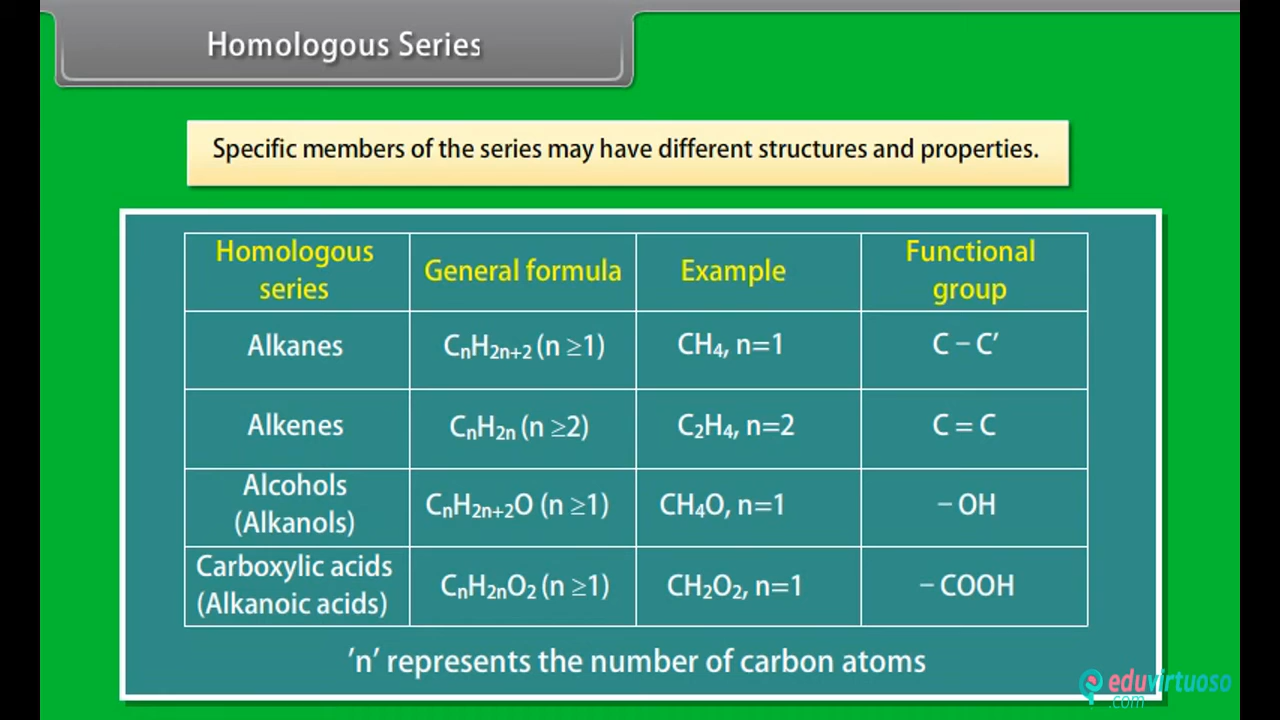 Homologous Series
Specific members of the series may have different structures and properties.
Homologous series
General formula
Example
Functional group
Alkanes
CₙH₂ₙ₊₂ (n ≥1)
CH₄, n=1
C − C′
Alkenes
CₙH₂ₙ (n ≥2)
C₂H₄, n=2
C = C
Alcohols
(Alkanols)
CₙH₂ₙ₊₂O (n ≥1)
CH₄O, n=1
− OH
Carboxylic acids
(Alkanoic acids)
CₙH₂ₙO₂ (n ≥1)
CH₂O₂, n=1
− COOH
′n′ represents the number of carbon atoms
eduvirtuoso
.com